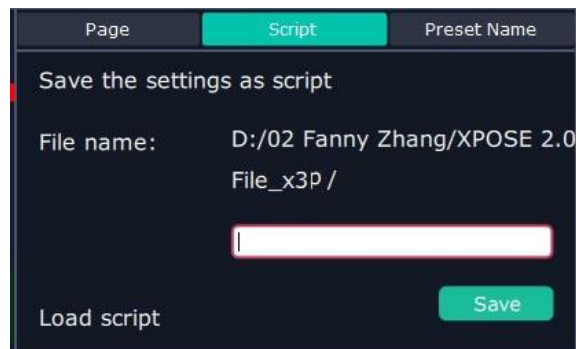 Page Script Preset Name
Save the settings as script
File name: D:/02 Fanny Zhang/XPOSE 2.0
File_x3p /
Save
Load script